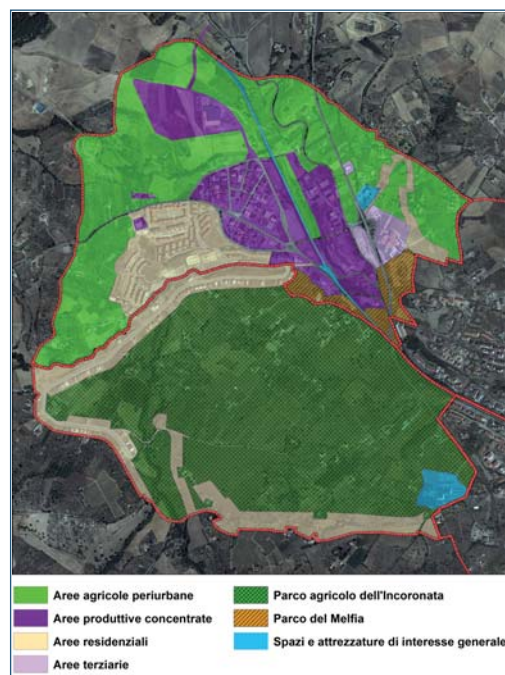 Aree agricole periurbane
Aree produttive concentrate
Aree residenziali
Aree terziarie
Parco agricolo dell'Incoronata
Parco del Melfia
Spazi e attrezzature di interesse generale